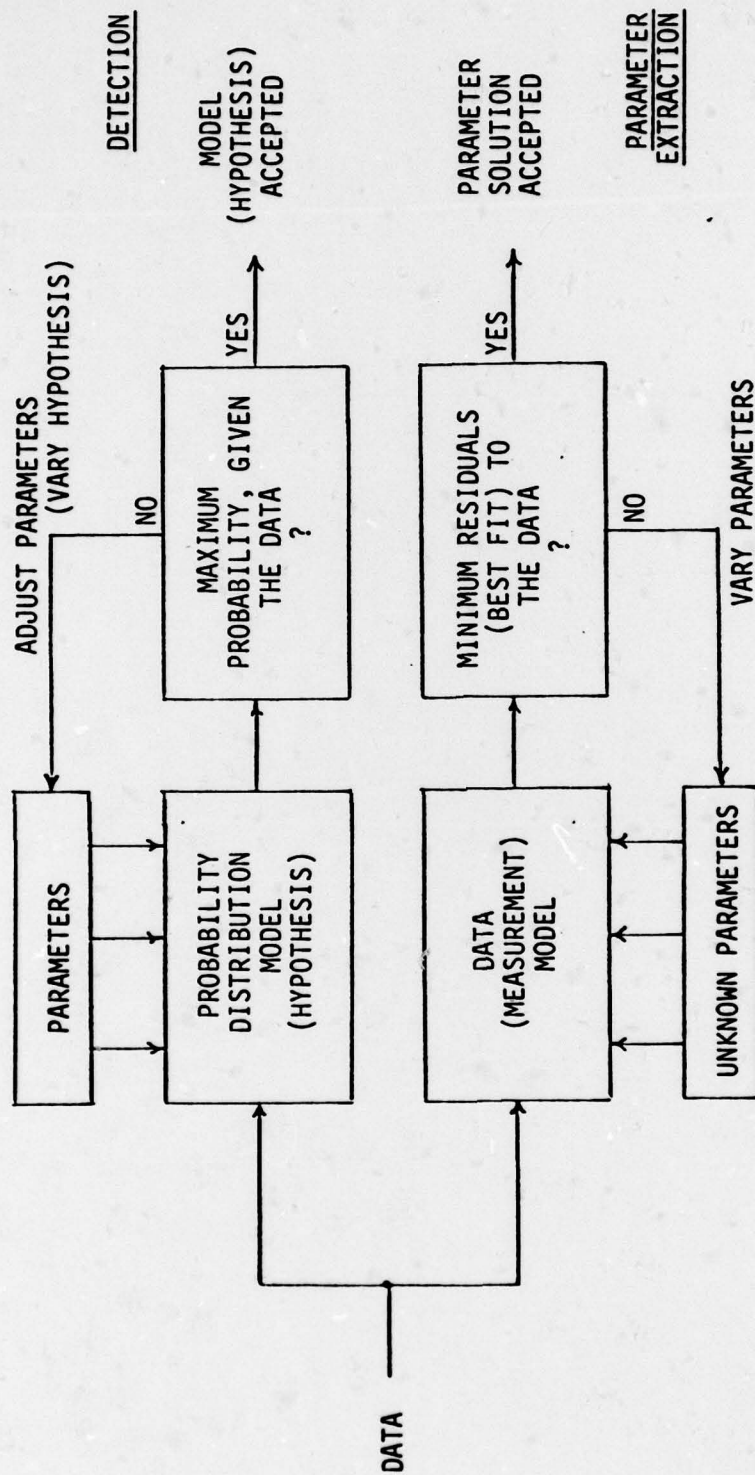 DATA
PARAMETERS
ADJUST PARAMETERS
(VARY HYPOTHESIS)
PROBABILITY
DISTRIBUTION
MODEL
(HYPOTHESIS)
NO
MAXIMUM
PROBABILITY, GIVEN
THE DATA
?
YES
MODEL
(HYPOTHESIS)
ACCEPTED
DETECTION
DATA
(MEASUREMENT)
MODEL
UNKNOWN PARAMETERS
MINIMUM RESIDUALS
(BEST FIT) TO
THE DATA
?
NO
VARY PARAMETERS
YES
PARAMETER
SOLUTION
ACCEPTED
PARAMETER
EXTRACTION